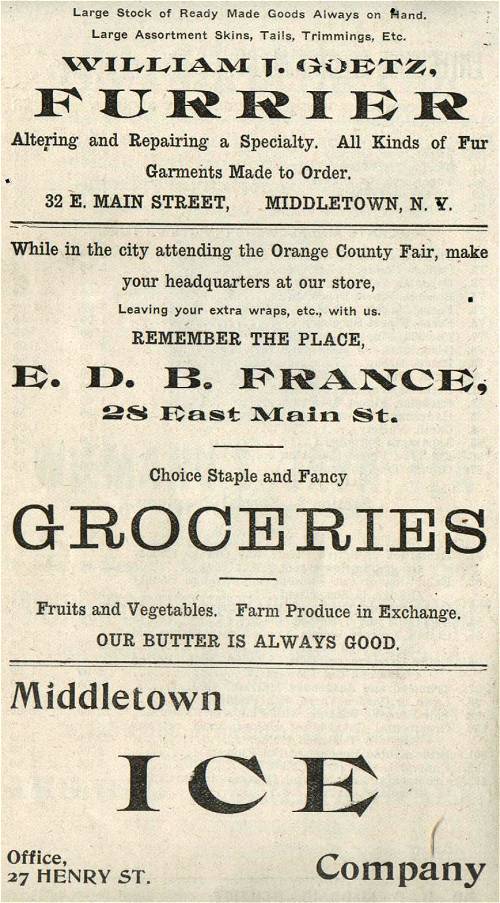 Large Stock of Ready Made Goods Always on Hand.
Large Assortment Skins, Tails, Trimmings, Etc.
WILLIAM J. GOETZ,
FURRIER
Altering and Repairing a Specialty. All Kinds of Fur
Garments Made to Order.
32 E. MAIN STREET, MIDDLETOWN, N. Y.
While in the city attending the Orange County Fair, make
your headquarters at our store,
Leaving your extra wraps, etc., with us.
REMEMBER THE PLACE,
E. D. B. FRANCE,
28 East Main St.
Choice Staple and Fancy
GROCERIES
Fruits and Vegetables. Farm Produce in Exchange.
OUR BUTTER IS ALWAYS GOOD.
Middletown
ICE
Company
Office,
27 HENRY ST.